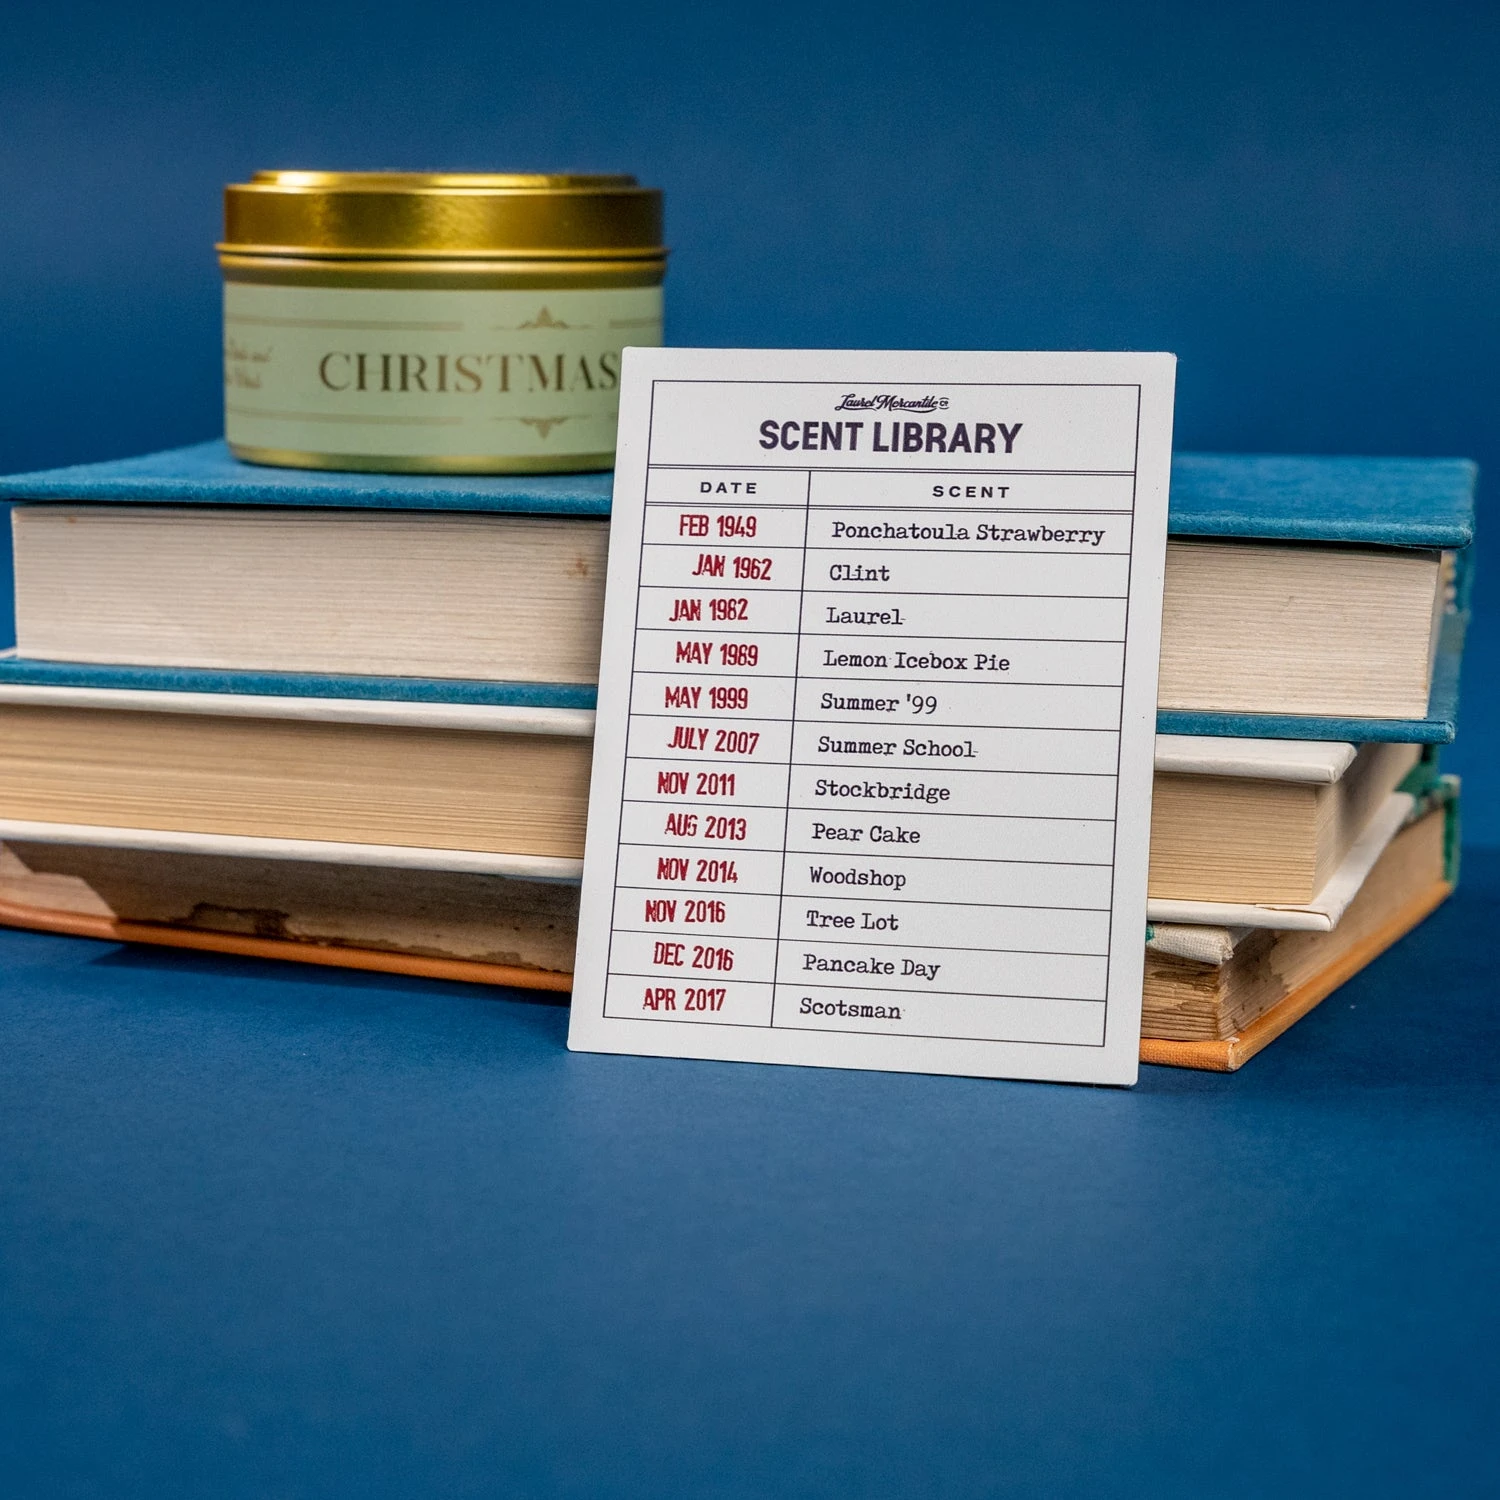 CHRISTMAS
Laurel Mercantile Co
SCENT LIBRARY
DATE SCENT
FEB 1949 Ponchatoula Strawberry
JAN 1962 Clint
JAN 1982 Laurel
MAY 1989 Lemon Icebox Pie
MAY 1999 Summer '99
JULY 2007 Summer School
NOV 2011 Stockbridge
AUG 2013 Pear Cake
NOV 2014 Woodshop
NOV 2016 Tree Lot
DEC 2016 Pancake Day
APR 2017 Scotsman